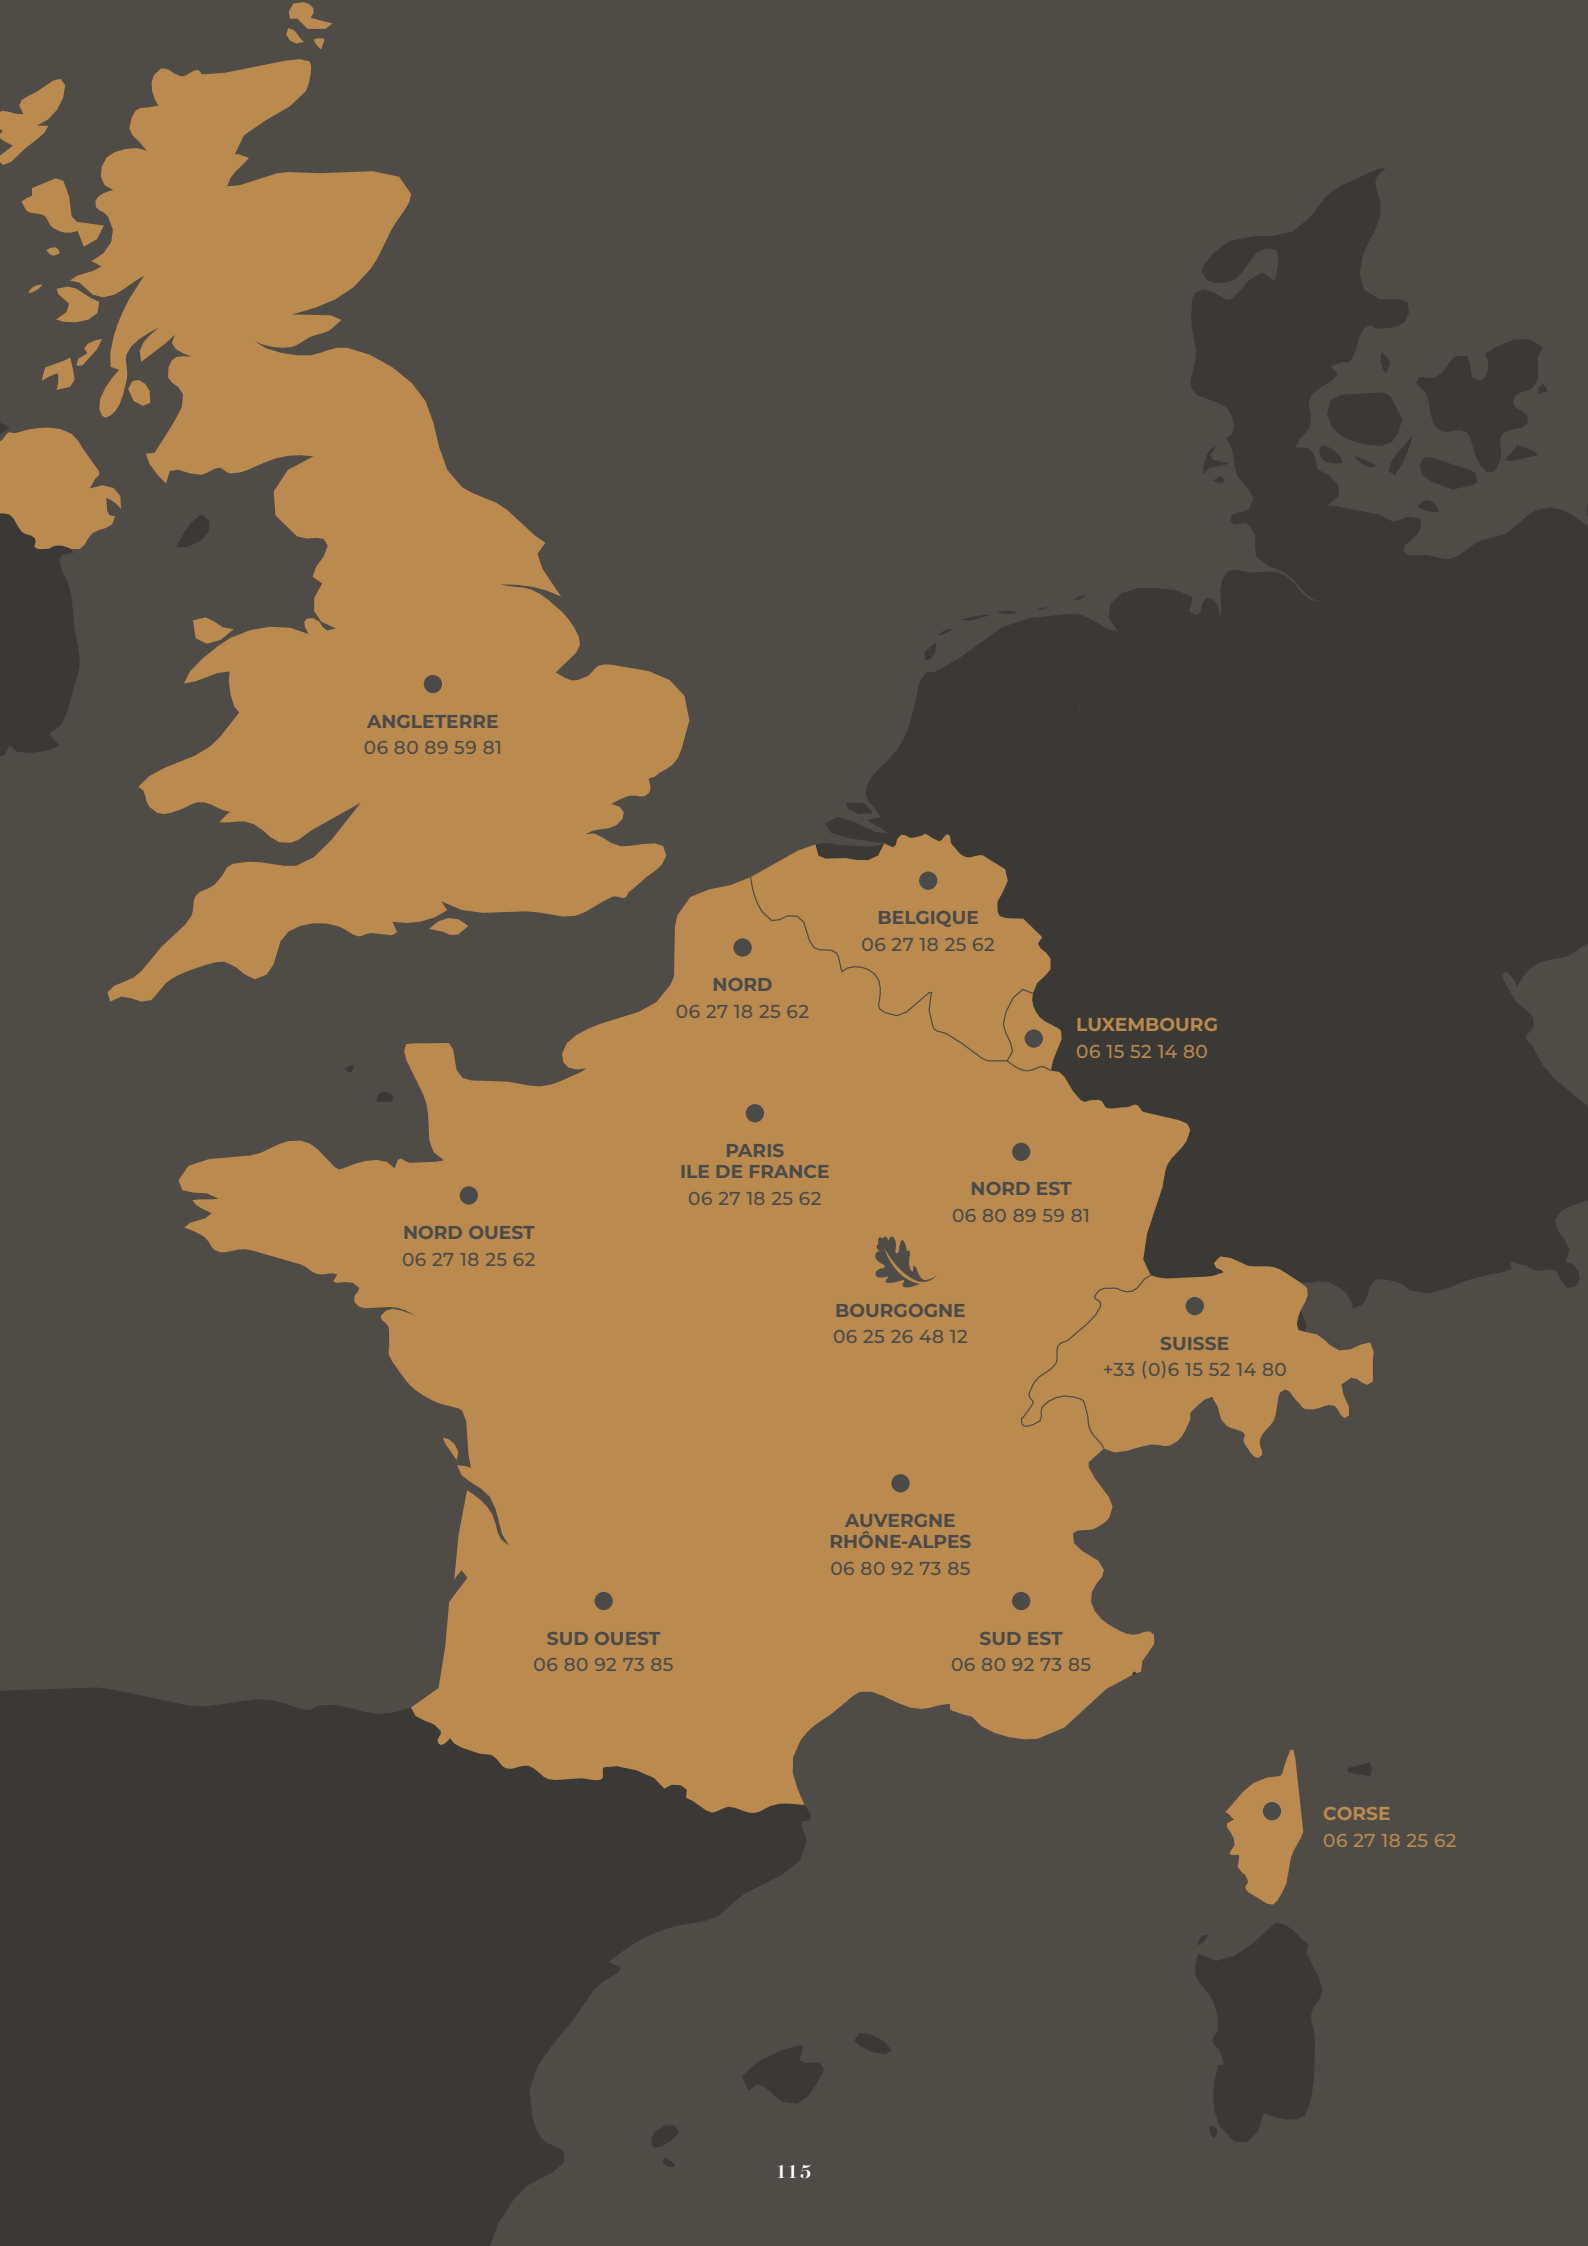 ANGLETERRE
06 80 89 59 81
BELGIQUE
06 27 18 25 62
NORD
06 27 18 25 62
LUXEMBOURG
06 15 52 14 80
PARIS
ILE DE FRANCE
06 27 18 25 62
NORD EST
06 80 89 59 81
NORD OUEST
06 27 18 25 62
BOURGOGNE
06 25 26 48 12
SUISSE
+33 (0)6 15 52 14 80
AUVERGNE
RHÔNE-ALPES
06 80 92 73 85
SUD OUEST
06 80 92 73 85
SUD EST
06 80 92 73 85
CORSE
06 27 18 25 62
115